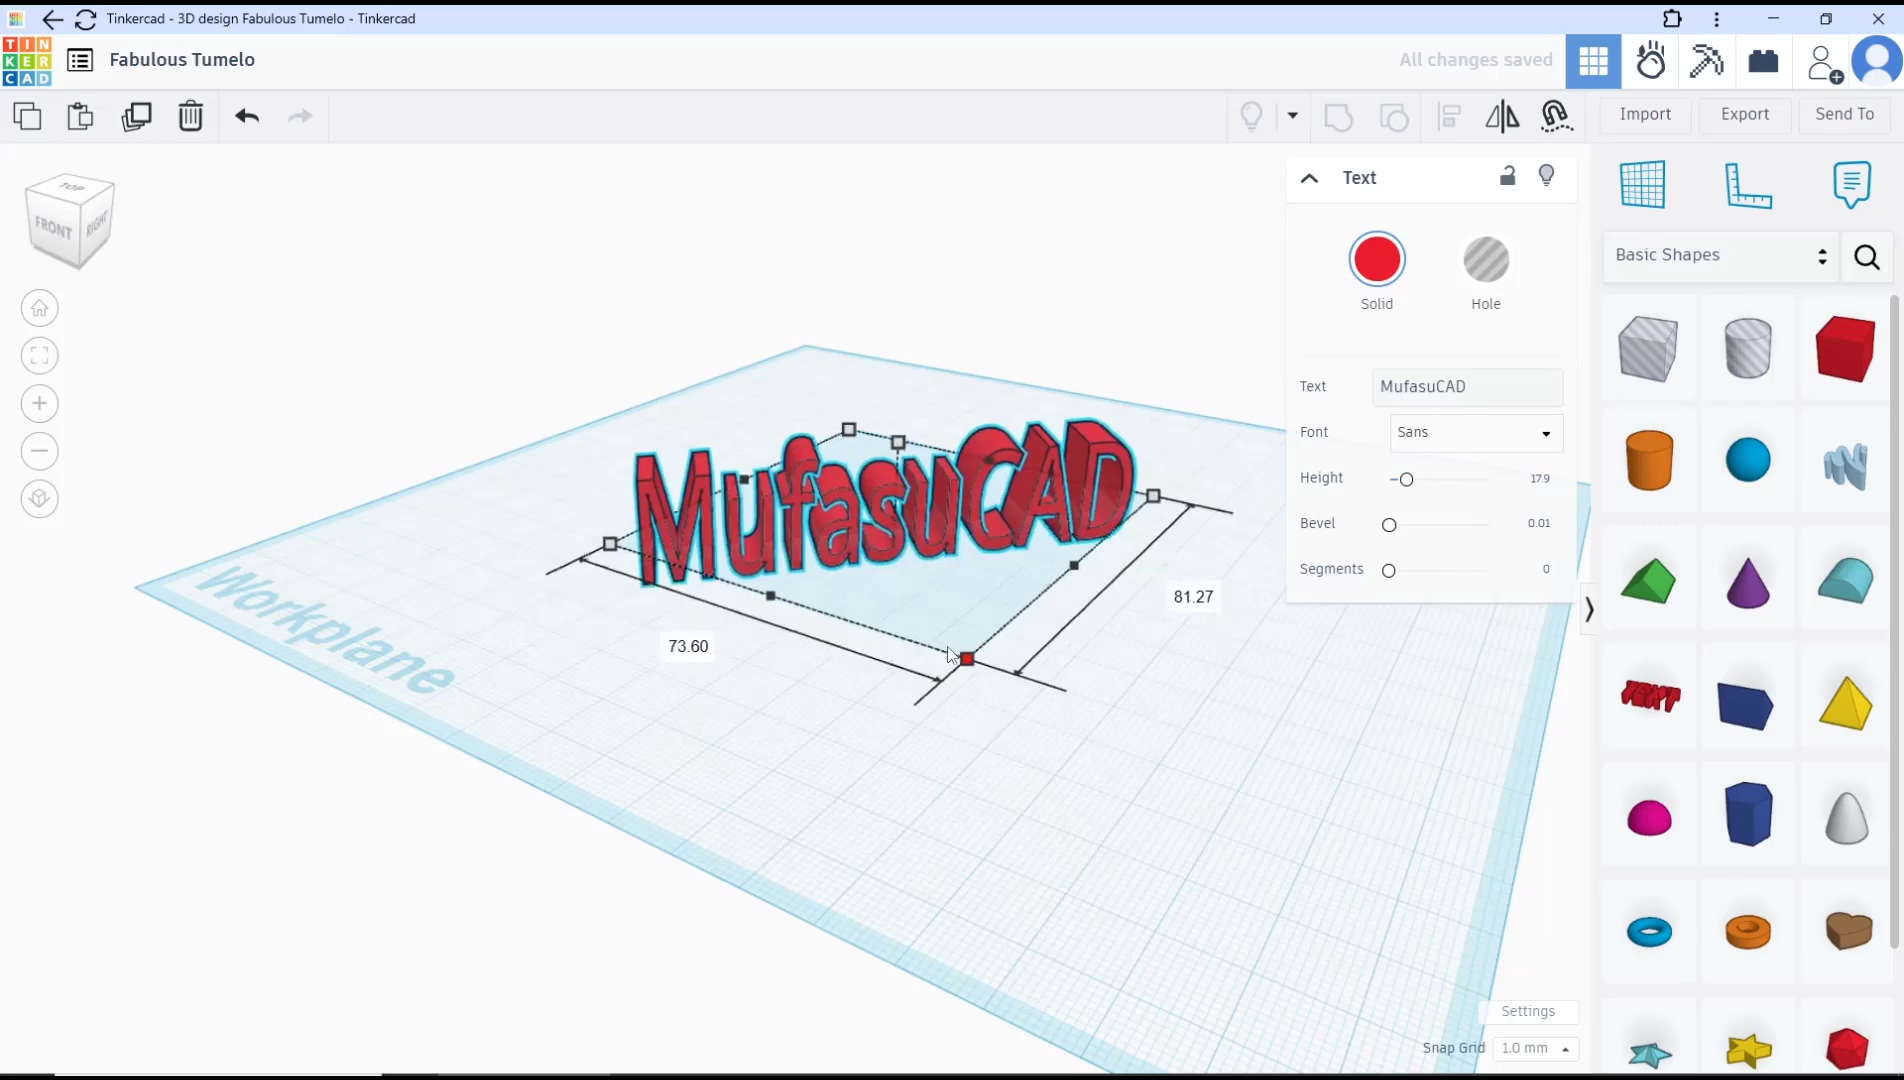 Tinkercad - 3D design Fabulous Tumelo - Tinkercad
TIN
KER
CAD
Fabulous Tumelo
All changes saved
Import
Export
Send To
TOP
FRONT
RIGHT
Text
Solid
Hole
Text
MufasuCAD
Font
Sans
Height
17.9
Bevel
0.01
Segments
0
Basic Shapes
MufasuCAD
Workplane
73.60
81.27
TEXT
Settings
Snap Grid
1.0 mm